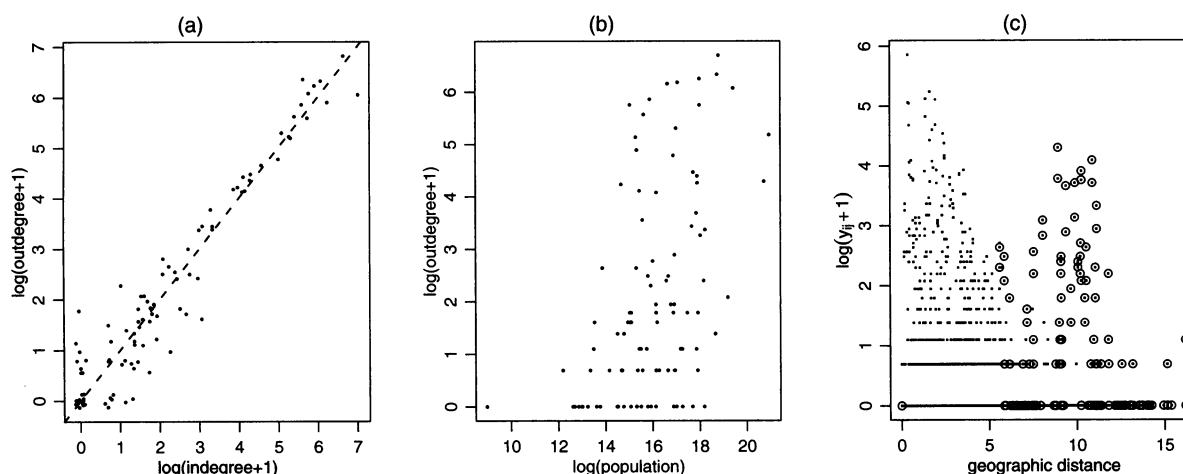 (a)
log(outdegree+1)
7
6
5
4
3
2
1
0
0 1 2 3 4 5 6 7
log(indegree+1)
(b)
log(outdegree+1)
6
5
4
3
2
1
0
10 12 14 16 18 20
log(population)
(c)
log(y_ij + 1)
6
5
4
3
2
1
0
0 5 10 15
geographic distance